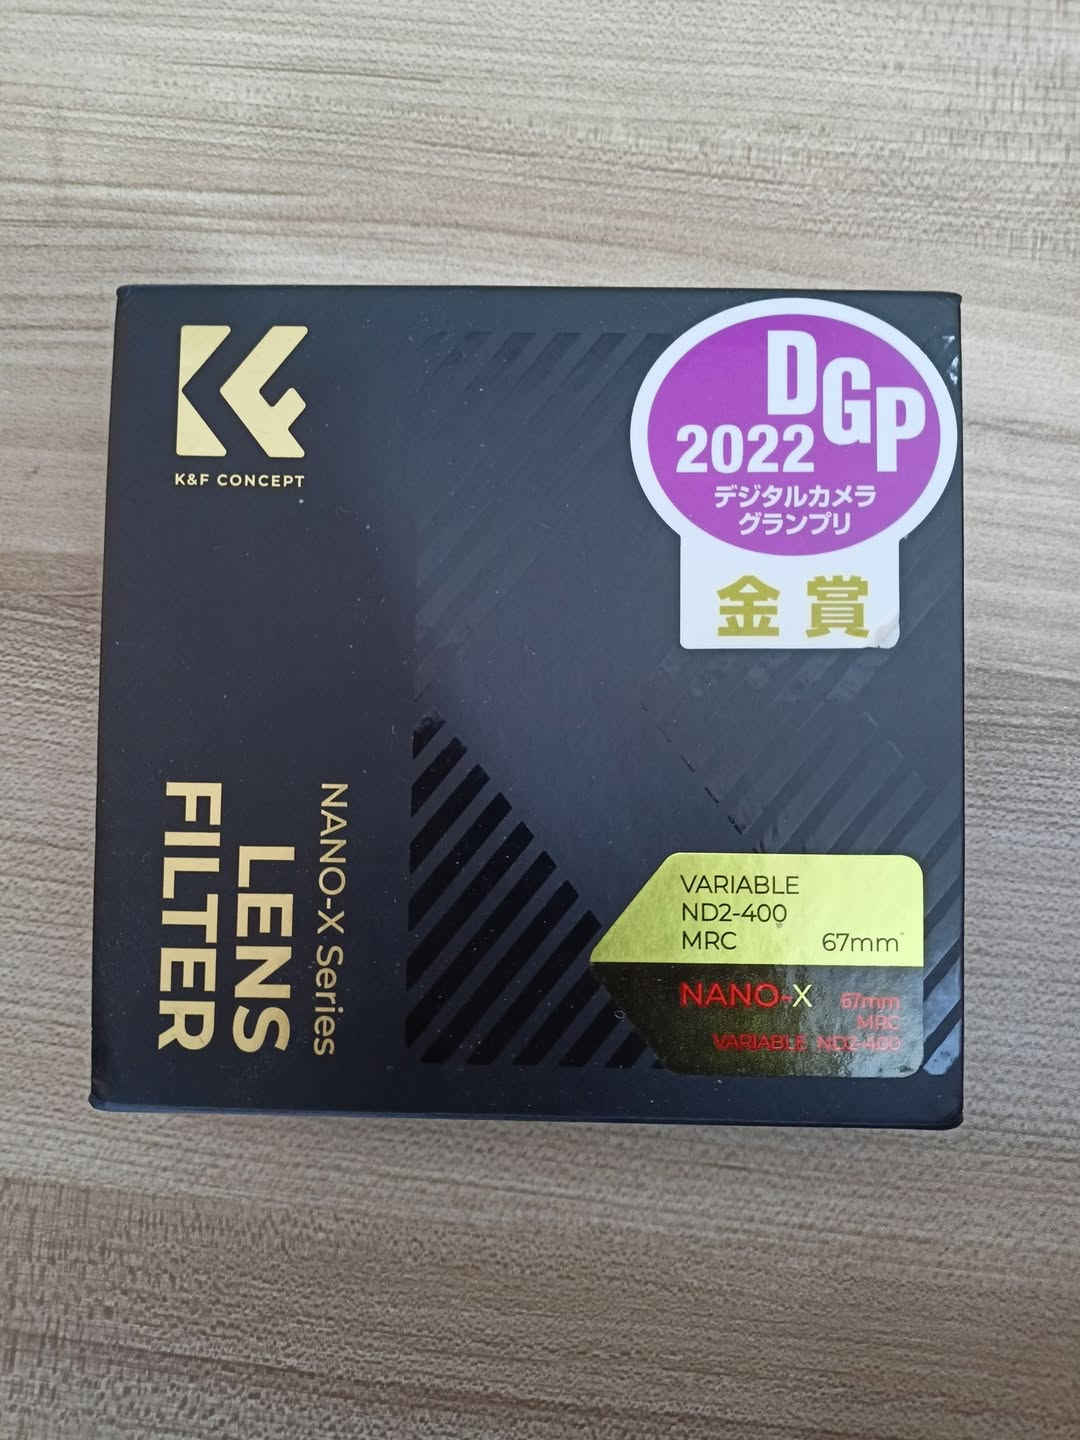 K&F CONCEPT
DGP
2022
デジタルカメラ
グランプリ
金賞
NANO-X Series
LENS
FILTER
VARIABLE
ND2-400
MRC 67mm
NANO-X 67mm
MRC
VARIABLE ND2-400